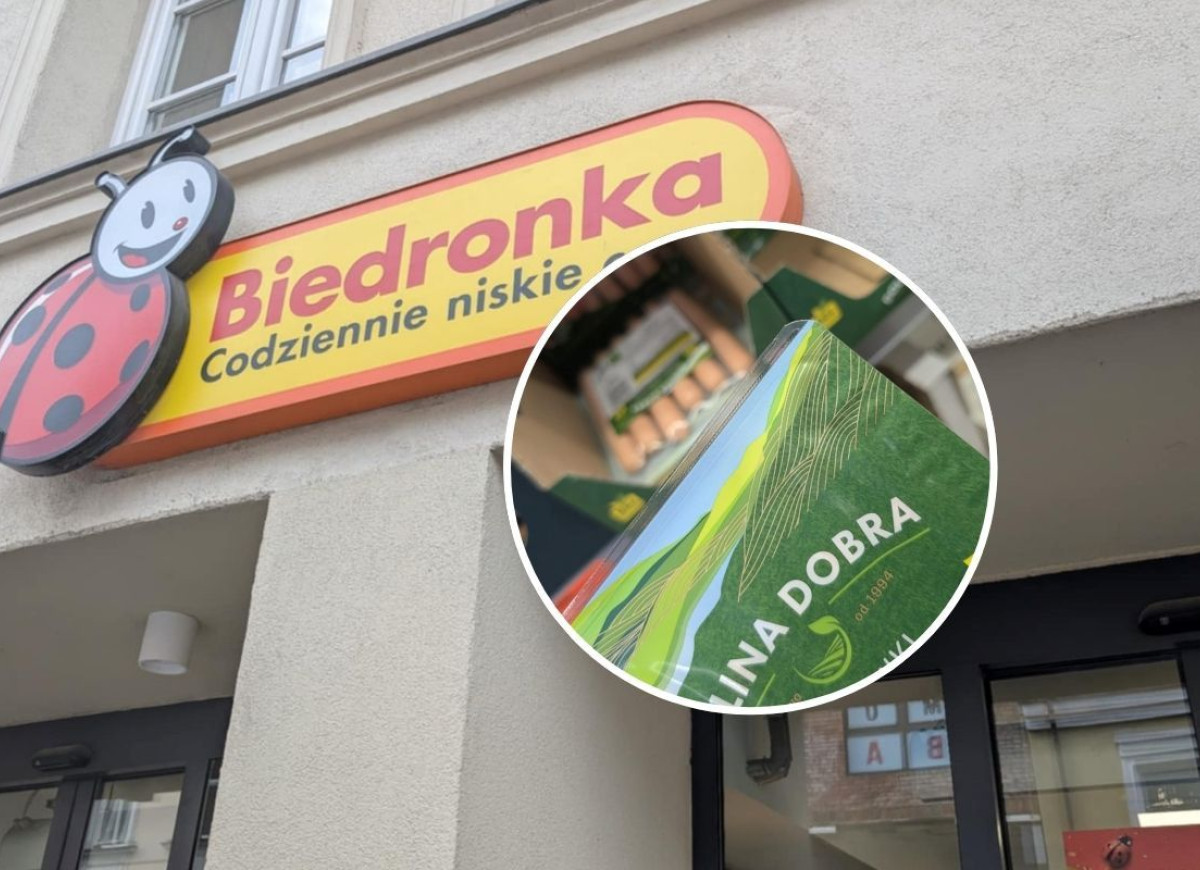 Biedronka
Codziennie niskie
LINA DOBRA
od 1994